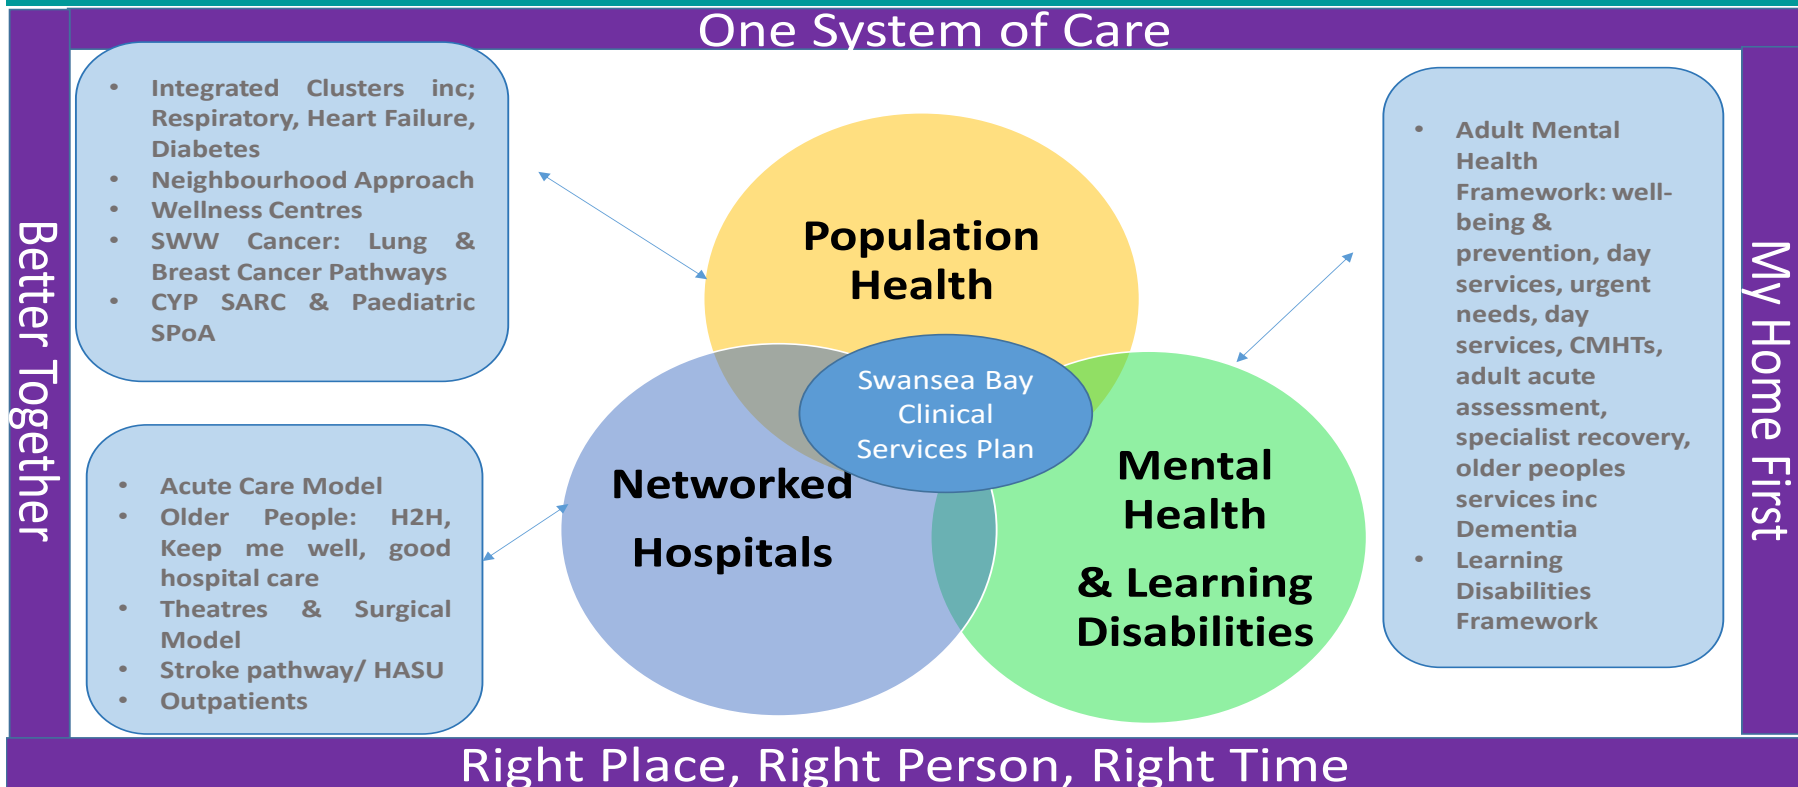 One System of Care
Better Together
• Integrated Clusters inc;
Respiratory, Heart Failure,
Diabetes
• Neighbourhood Approach
• Wellness Centres
• SWW Cancer: Lung &
Breast Cancer Pathways
• CYP SARC & Paediatric
SPoA
• Acute Care Model
• Older People: H2H,
Keep me well, good
hospital care
• Theatres & Surgical
Model
• Stroke pathway/ HASU
• Outpatients
Population
Health
Swansea Bay
Clinical
Services Plan
Networked
Hospitals
Mental
Health
& Learning
Disabilities
• Adult Mental
Health
Framework: well-
being &
prevention, day
services, urgent
needs, day
services, CMHTs,
adult acute
assessment,
specialist recovery,
older peoples
services inc
Dementia
• Learning
Disabilities
Framework
My Home First
Right Place, Right Person, Right Time